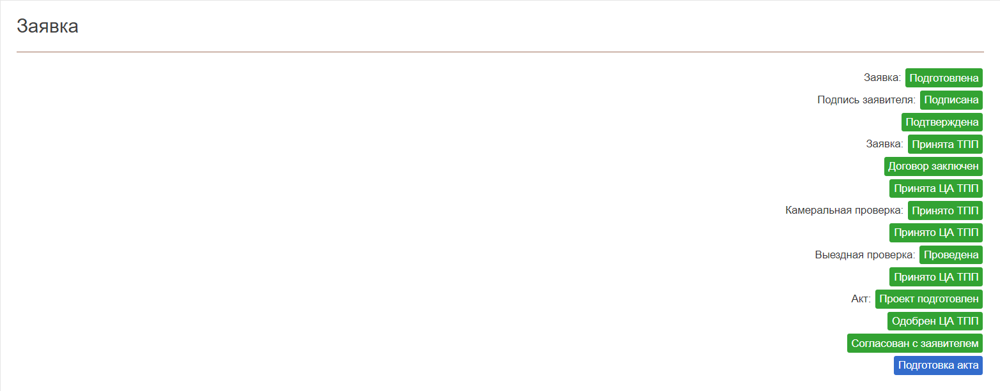 Заявка
Заявка: Подготовлена
Подпись заявителя: Подписана
Подтверждена
Заявка: Принята ТПП
Договор заключен
Принята ЦА ТПП
Камеральная проверка: Принято ТПП
Принято ЦА ТПП
Выездная проверка: Проведена
Принято ЦА ТПП
Акт: Проект подготовлен
Одобрен ЦА ТПП
Согласован с заявителем
Подготовка акта